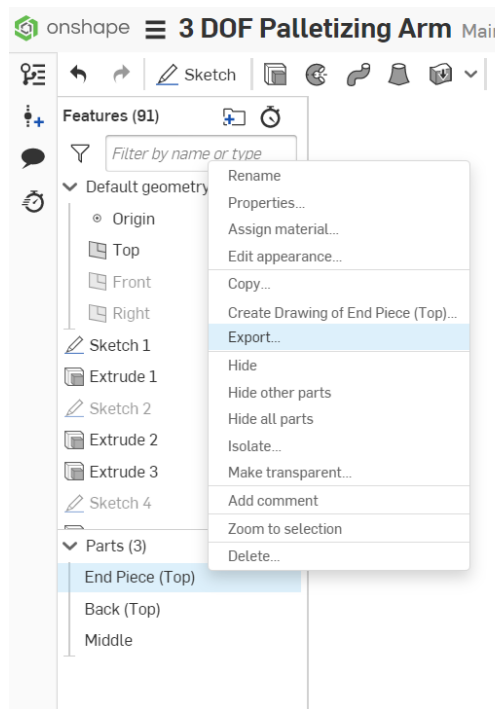 onshape 3 DOF Palletizing Arm Mai
Sketch
Features (91)
Filter by name or type
Default geometry
Origin
Top
Front
Right
Sketch 1
Extrude 1
Sketch 2
Extrude 2
Extrude 3
Sketch 4
Parts (3)
End Piece (Top)
Back (Top)
Middle
Rename
Properties...
Assign material...
Edit appearance...
Copy...
Create Drawing of End Piece (Top)...
Export...
Hide
Hide other parts
Hide all parts
Isolate...
Make transparent...
Add comment
Zoom to selection
Delete...